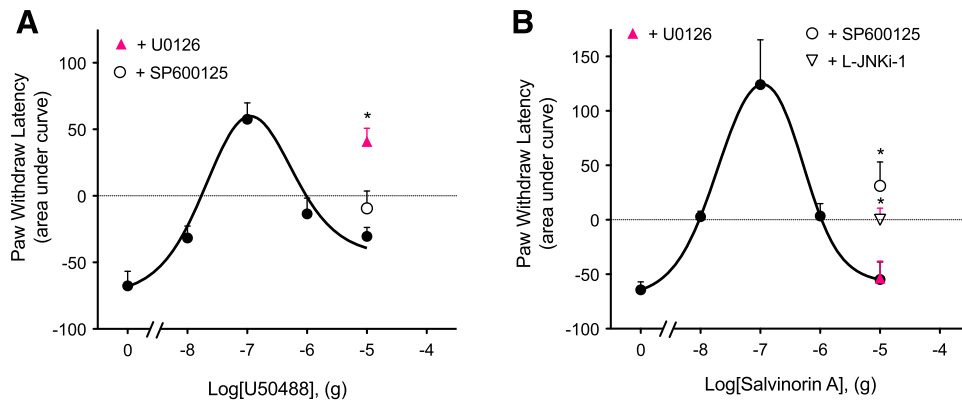 A
+ U0126
+ SP600125
100
50
0
-50
-100
Paw Withdraw Latency
(area under curve)
*
0
-8
-7
-6
-5
-4
Log[U50488], (g)
B
+ U0126
+ SP600125
+ L-JNKi-1
150
100
50
0
-50
-100
Paw Withdraw Latency
(area under curve)
*
*
0
-8
-7
-6
-5
-4
Log[Salvinorin A], (g)